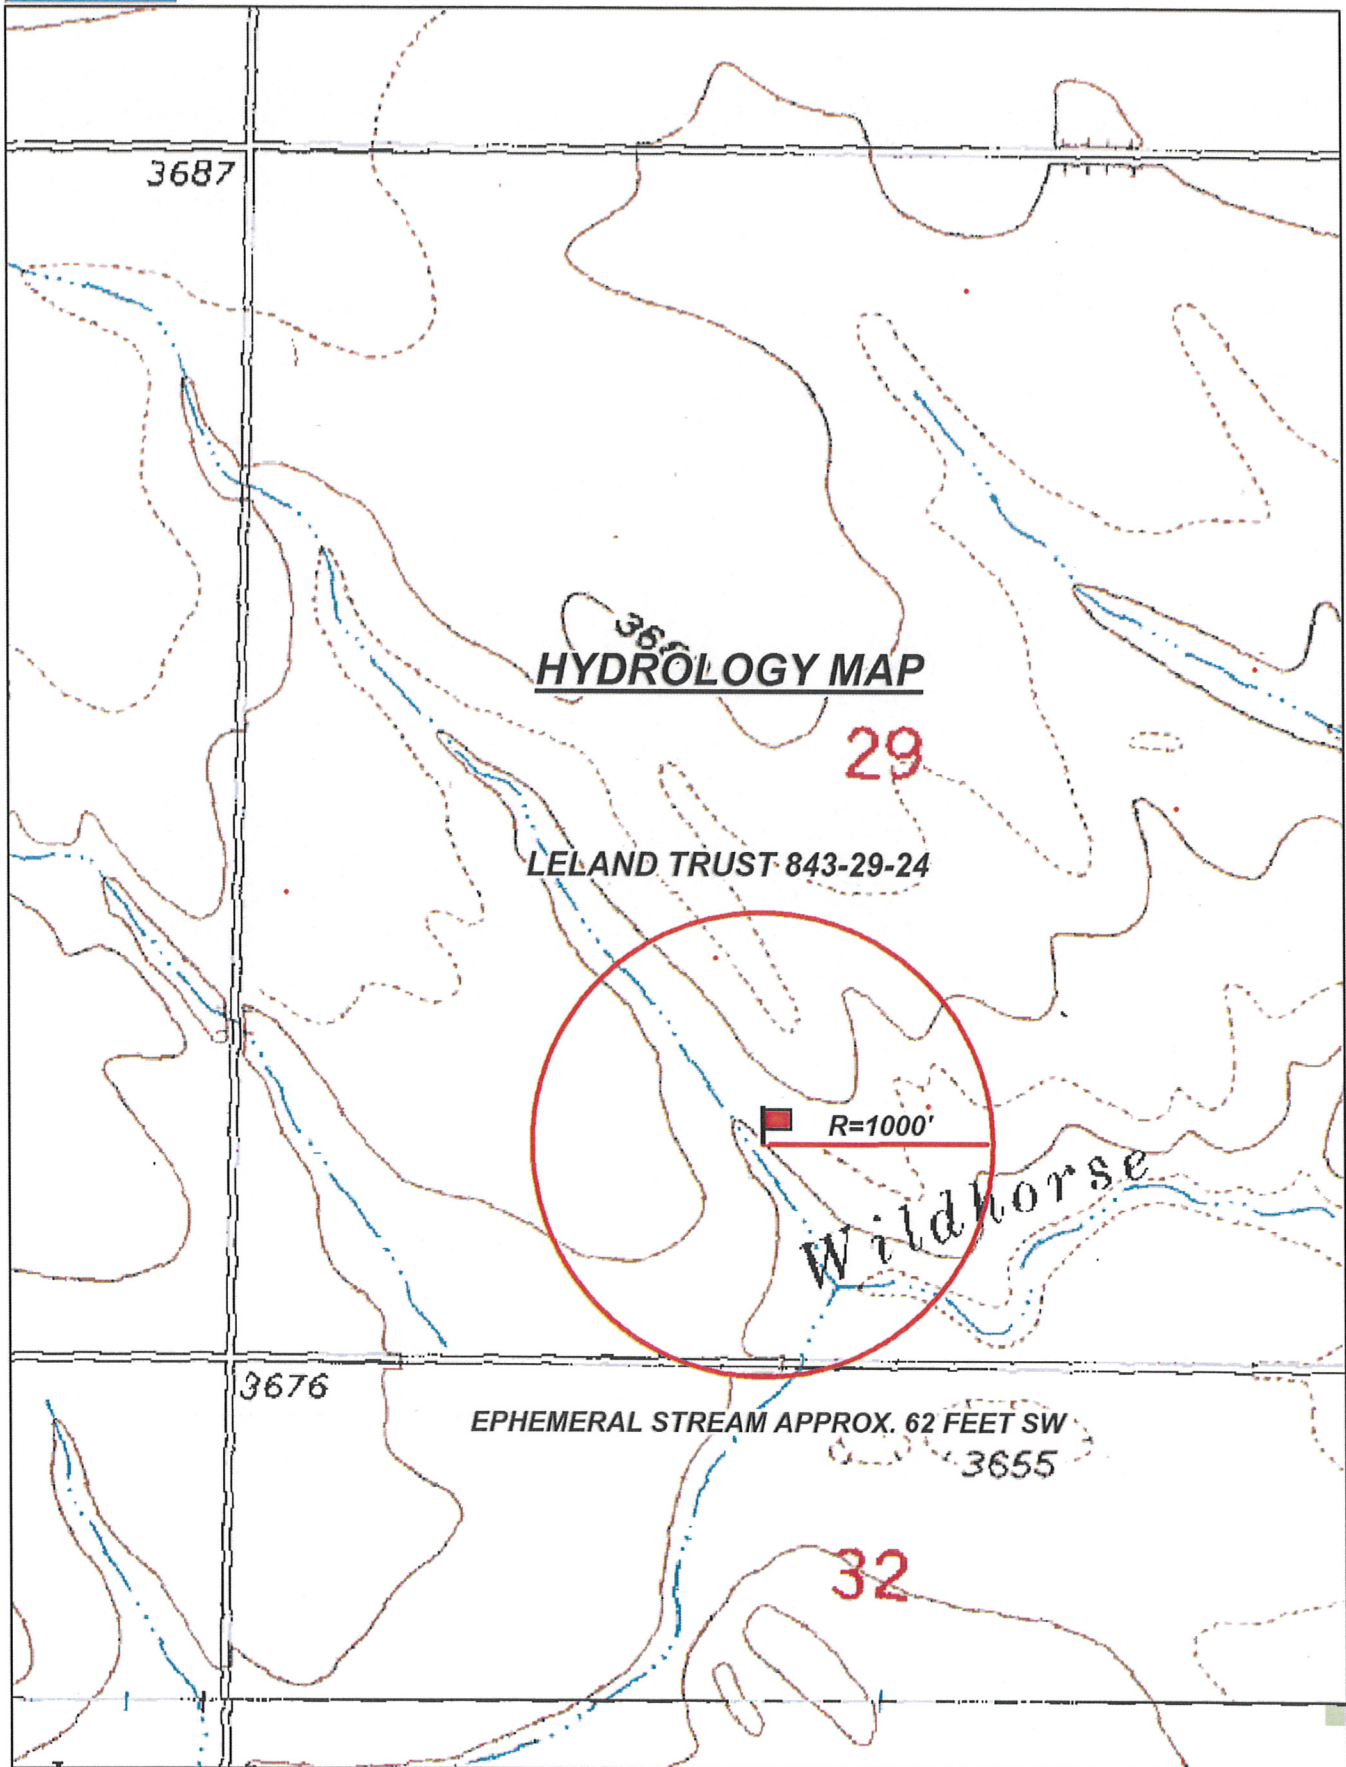 3687
HYDROLOGY MAP
29
LELAND TRUST 843-29-24
R=1000'
Wildhorse
3676
EPHEMERAL STREAM APPROX. 62 FEET SW
3655
32